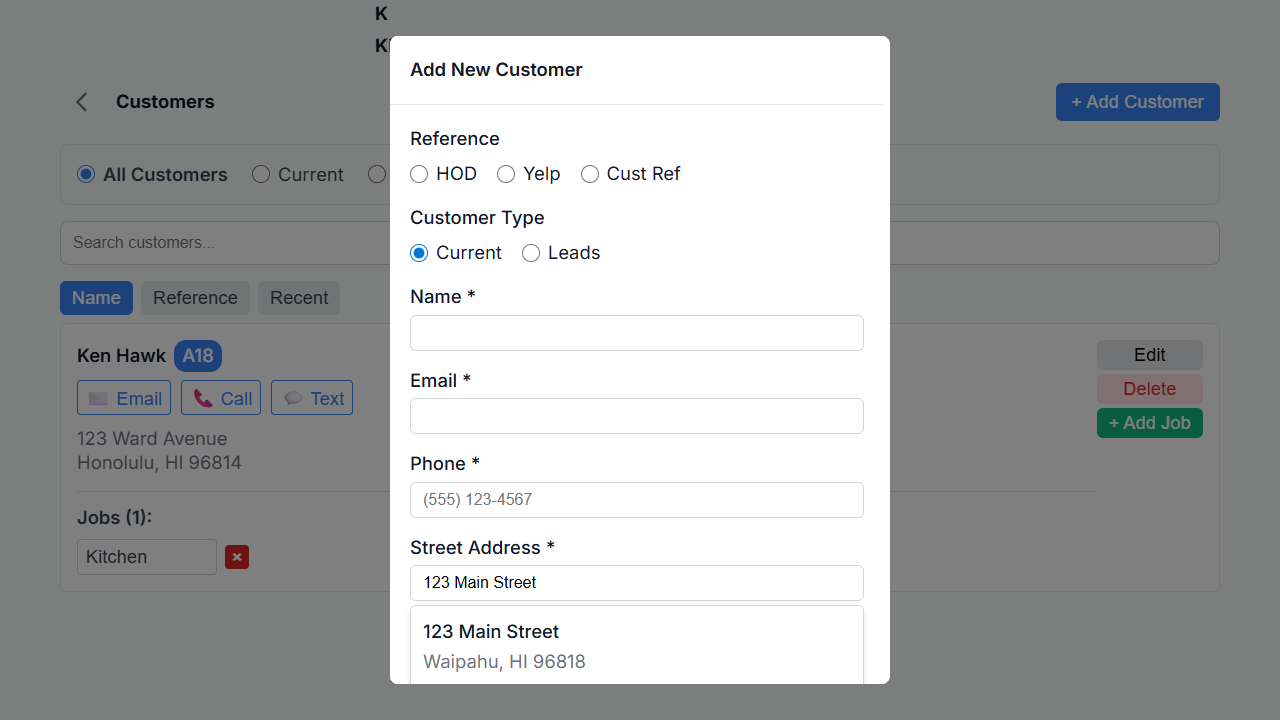 K
K
Add New Customer
Customers
+ Add Customer
Reference
All Customers Current
HOD Yelp Cust Ref
Customer Type
Search customers...
Current Leads
Name Reference Recent
Name *
Ken Hawk A18
Edit
Email *
Delete
Email Call Text
+ Add Job
123 Ward Avenue
Honolulu, HI 96814
Phone *
(555) 123-4567
Jobs (1):
Street Address *
Kitchen
123 Main Street
123 Main Street
Waipahu, HI 96818